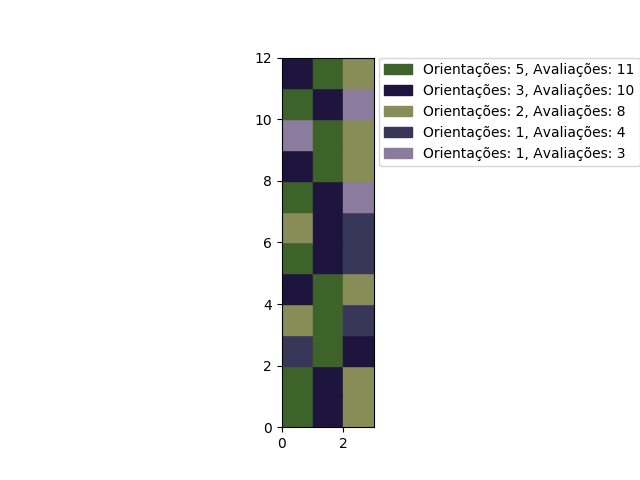 Orientações: 5, Avaliações: 11
Orientações: 3, Avaliações: 10
Orientações: 2, Avaliações: 8
Orientações: 1, Avaliações: 4
Orientações: 1, Avaliações: 3
12
10
8
6
4
2
0
0 2